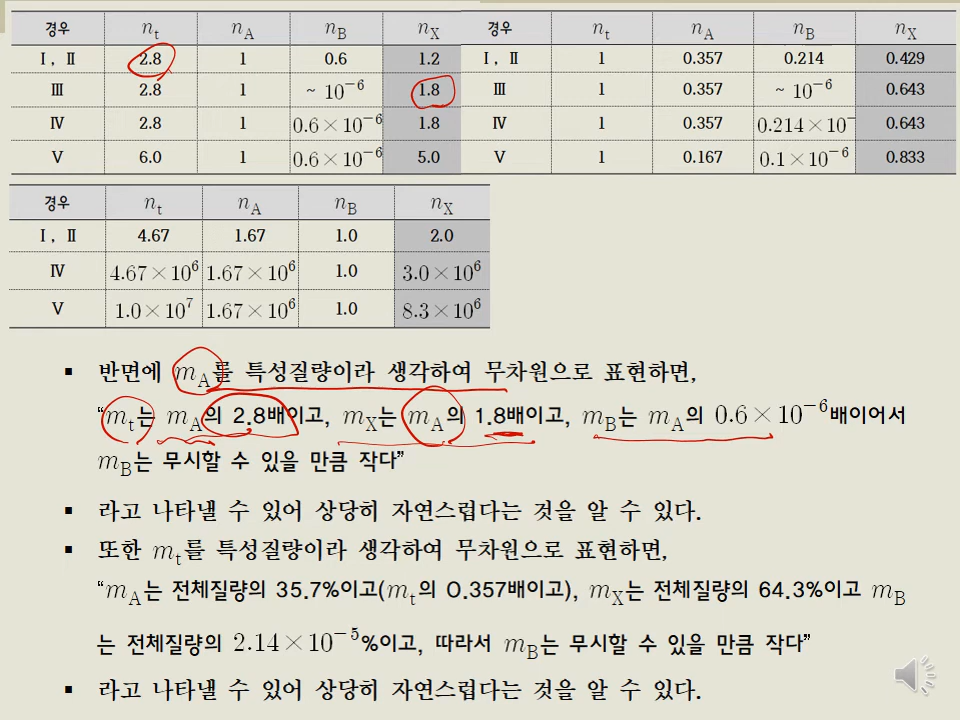 경우 n_t n_A n_B n_X
Ⅰ, Ⅱ 2.8 1 0.6 1.2
Ⅲ 2.8 1 ~ 10^{-6} 1.8
Ⅳ 2.8 1 0.6×10^{-6} 1.8
Ⅴ 6.0 1 0.6×10^{-6} 5.0
경우 n_t n_A n_B n_X
Ⅰ, Ⅱ 1 0.357 0.214 0.429
Ⅲ 1 0.357 ~ 10^{-6} 0.643
Ⅳ 1 0.357 0.214×10^- 0.643
Ⅴ 1 0.167 0.1×10^{-6} 0.833
경우 n_t n_A n_B n_X
Ⅰ, Ⅱ 4.67 1.67 1.0 2.0
Ⅳ 4.67×10^6 1.67×10^6 1.0 3.0×10^6
Ⅴ 1.0×10^7 1.67×10^6 1.0 8.3×10^6
▪ 반면에 m_A를 특성질량이라 생각하여 무차원으로 표현하면,
“m_t는 m_A의 2.8배이고, m_X는 m_A의 1.8배이고, m_B는 m_A의 0.6×10^{-6}배이어서
m_B는 무시할 수 있을 만큼 작다”
▪ 라고 나타낼 수 있어 상당히 자연스럽다는 것을 알 수 있다.
▪ 또한 m_t를 특성질량이라 생각하여 무차원으로 표현하면,
“m_A는 전체질량의 35.7%이고(m_t의 0.357배이고), m_X는 전체질량의 64.3%이고 m_B
는 전체질량의 2.14×10^{-5}%이고, 따라서 m_B는 무시할 수 있을 만큼 작다”
▪ 라고 나타낼 수 있어 상당히 자연스럽다는 것을 알 수 있다.